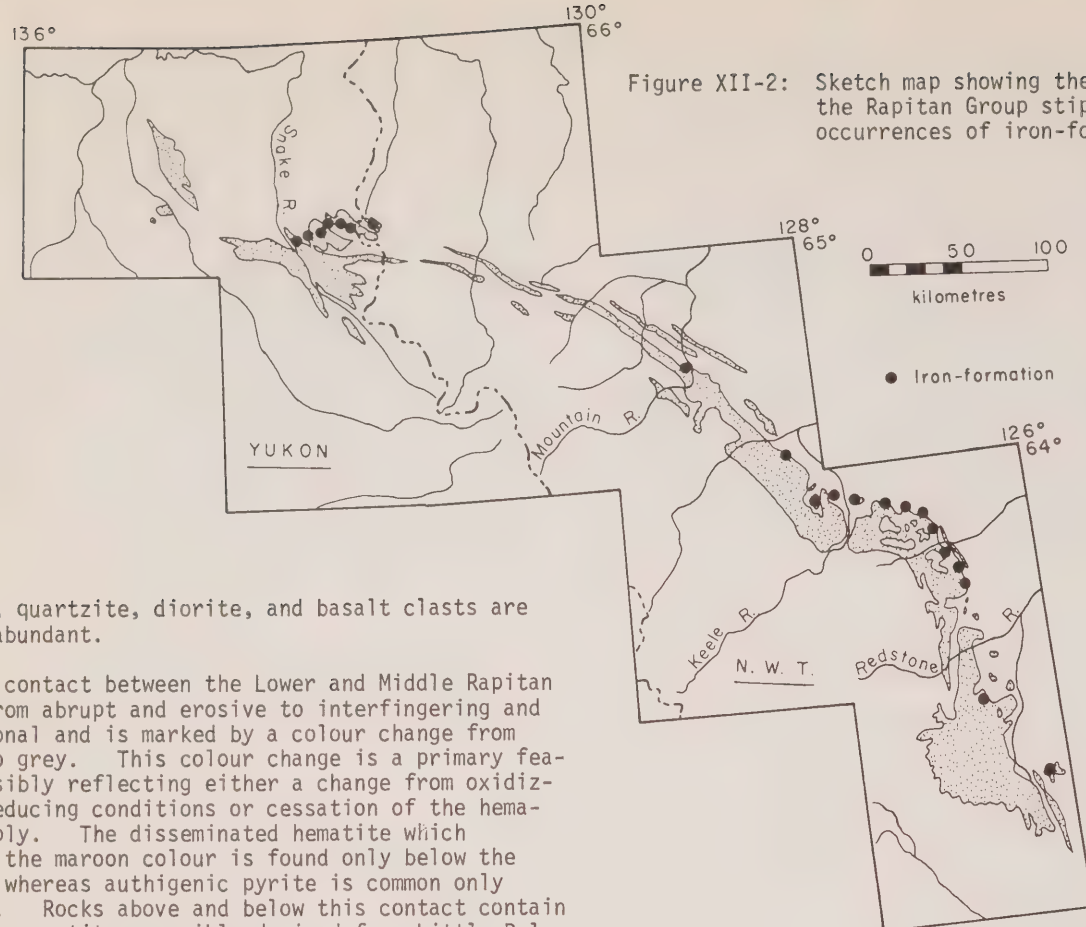 136°
130°
66°
Figure XII-2: Sketch map showing the
the Rapitan Group stip
occurrences of iron-fo
Snake R.
128°
65°
0 50 100
kilometres
Iron-formation
126°
64°
YUKON
Mountain R.
Keele R.
N. W. T.
Redstone R.
, quartzite, diorite, and basalt clasts are
abundant.
contact between the Lower and Middle Rapitan
rom abrupt and erosive to interfingering and
onal and is marked by a colour change from
o grey. This colour change is a primary fea-
sibly reflecting either a change from oxidiz-
educing conditions or cessation of the hema-
ply. The disseminated hematite which
the maroon colour is found only below the
whereas authigenic pyrite is common only
. Rocks above and below this contact contain